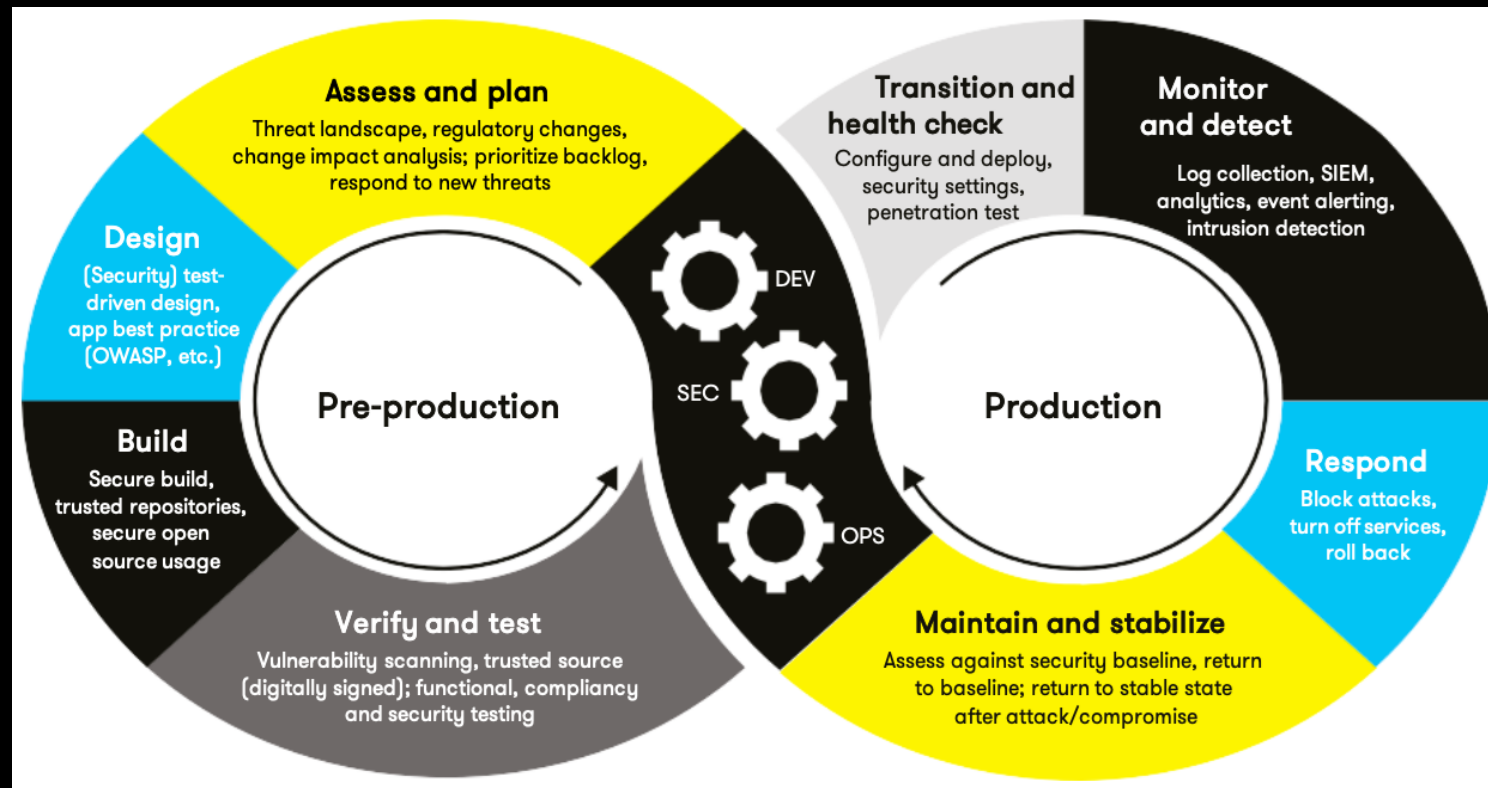 Assess and plan
Threat landscape, regulatory changes,
change impact analysis; prioritize backlog,
respond to new threats
Design
(Security) test-
driven design,
app best practice
(OWASP, etc.)
Build
Secure build,
trusted repositories,
secure open
source usage
Verify and test
Vulnerability scanning, trusted source
(digitally signed); functional, compliancy
and security testing
Pre-production
DEV
SEC
OPS
Transition and
health check
Configure and deploy,
security settings,
penetration test
Monitor
and detect
Log collection, SIEM,
analytics, event alerting,
intrusion detection
Respond
Block attacks,
turn off services,
roll back
Maintain and stabilize
Assess against security baseline, return
to baseline; return to stable state
after attack/compromise
Production